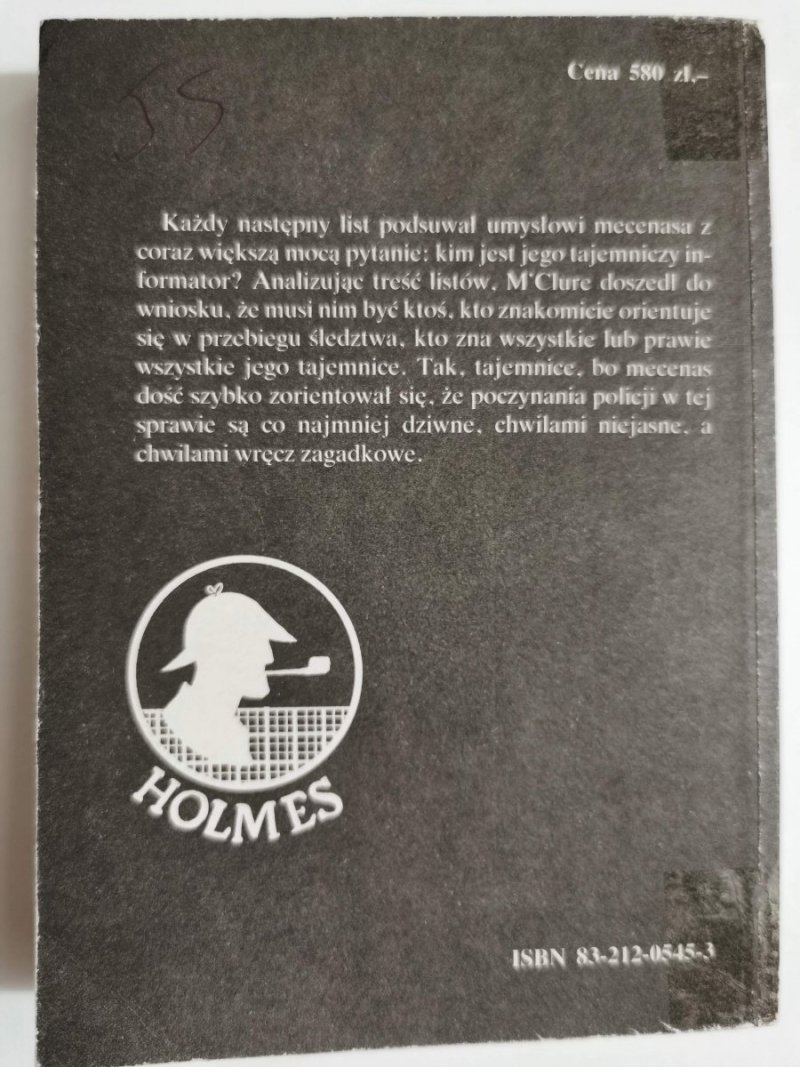 SS
Cena 580 zł,–
Każdy następny list podsuwał umysłowi mecenasa z
coraz większą mocą pytanie: kim jest jego tajemniczy in-
formator? Analizując treść listów, M'Clure doszedł do
wniosku, że musi nim być ktoś, kto znakomicie orientuje
się w przebiegu śledztwa, kto zna wszystkie lub prawie
wszystkie jego tajemnice. Tak, tajemnice, bo mecenas
dość szybko zorientował się, że poczynania policji w tej
sprawie są co najmniej dziwne, chwilami niejasne, a
chwilami wręcz zagadkowe.
HOLMES
ISBN 83-212-0545-3